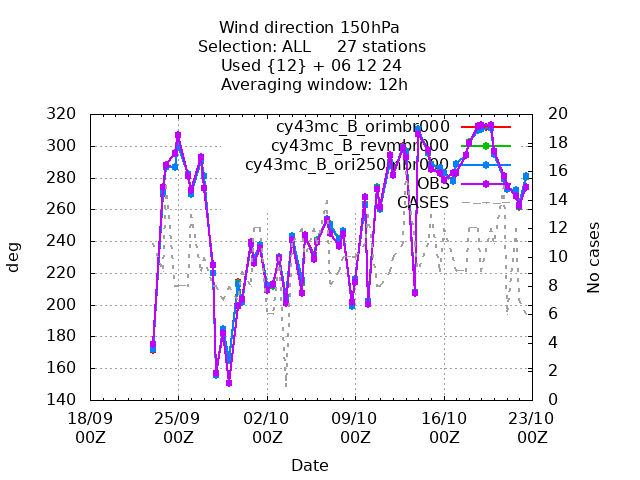 Wind direction 150hPa
Selection: ALL 27 stations
Used {12} + 06 12 24
Averaging window: 12h
cy43mc_B_orimbr000
cy43mc_B_revmbr000
cy43mc_B_ori250mbr000
OBS
CASES
320
300
280
260
240
220
200
180
160
140
deg
20
18
16
14
12
10
8
6
4
2
0
No cases
18/09 25/09 02/10 09/10 16/10 23/10
00Z 00Z 00Z 00Z 00Z 00Z
Date